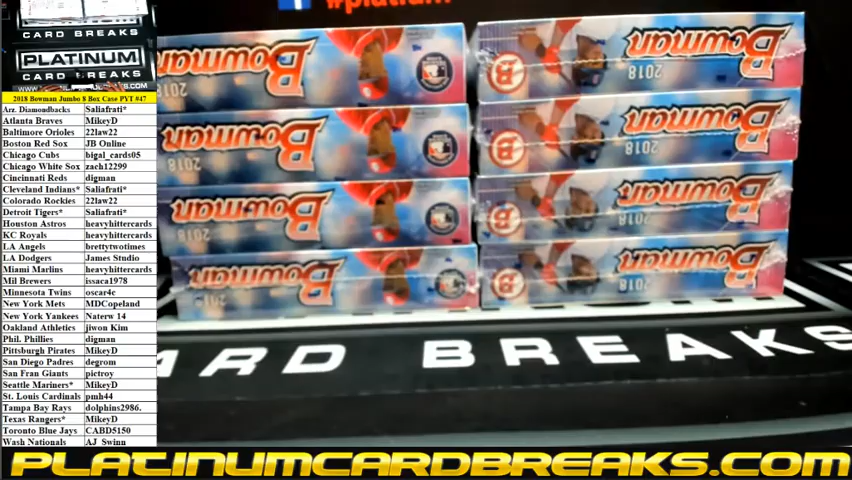 #platinum
CARD BREAKS
PLATINUM
CARD BREAKS
2018 Bowman Jumbo 8 Box Case PYT #47
Arz. Diamondbacks Saliafrati*
Atlanta Braves MikeyD
Baltimore Orioles 22law22
Boston Red Sox JB Online
Chicago Cubs bigal_cards05
Chicago White Sox zach12299
Cincinnati Reds digman
Cleveland Indians* Saliafrati*
Colorado Rockies 22law22
Detroit Tigers* Saliafrati*
Houston Astros heavyhittercards
KC Royals heavyhittercards
LA Angels brettytwotimes
LA Dodgers James Studio
Miami Marlins heavyhittercards
Mil Brewers issaca1978
Minnesota Twins oscar4c
New York Mets MDCopeland
New York Yankees Naterw 14
Oakland Athletics jiwon Kim
Phil. Phillies digman
Pittsburgh Pirates MikeyD
San Diego Padres degrom
San Fran Giants pictroy
Seattle Mariners* MikeyD
St. Louis Cardinals pmh44
Tampa Bay Rays dolphins2986.
Texas Rangers* MikeyD
Toronto Blue Jays CABD5150
Wash Nationals AJ Swinn
Bowman 2018
Bowman 2018
Bowman 2018
Bowman 2018
Bowman 2018
Bowman 2018
Bowman 2018
Bowman 2018
CARD BREAKS
PLATINUMCARDBREAKS.COM